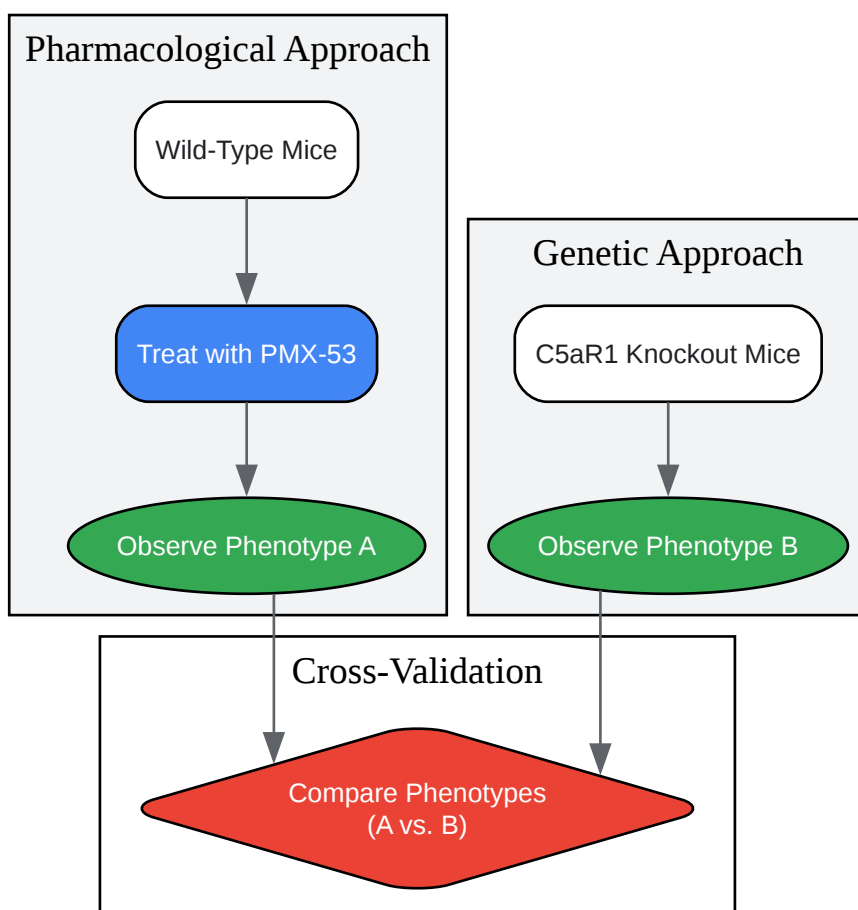 Pharmacological Approach
Wild-Type Mice
Treat with PMX-53
Observe Phenotype A
Genetic Approach
C5aR1 Knockout Mice
Observe Phenotype B
Cross-Validation
Compare Phenotypes
(A vs. B)